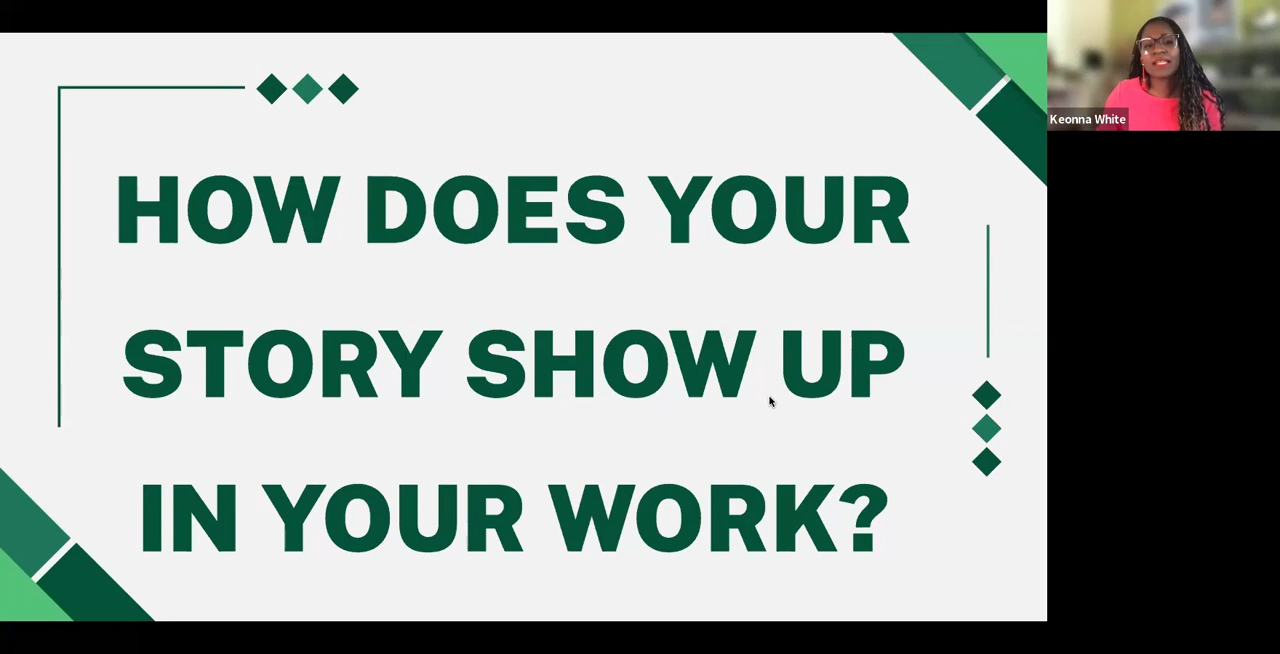 HOW DOES YOUR
STORY SHOW UP
IN YOUR WORK?
Keonna White